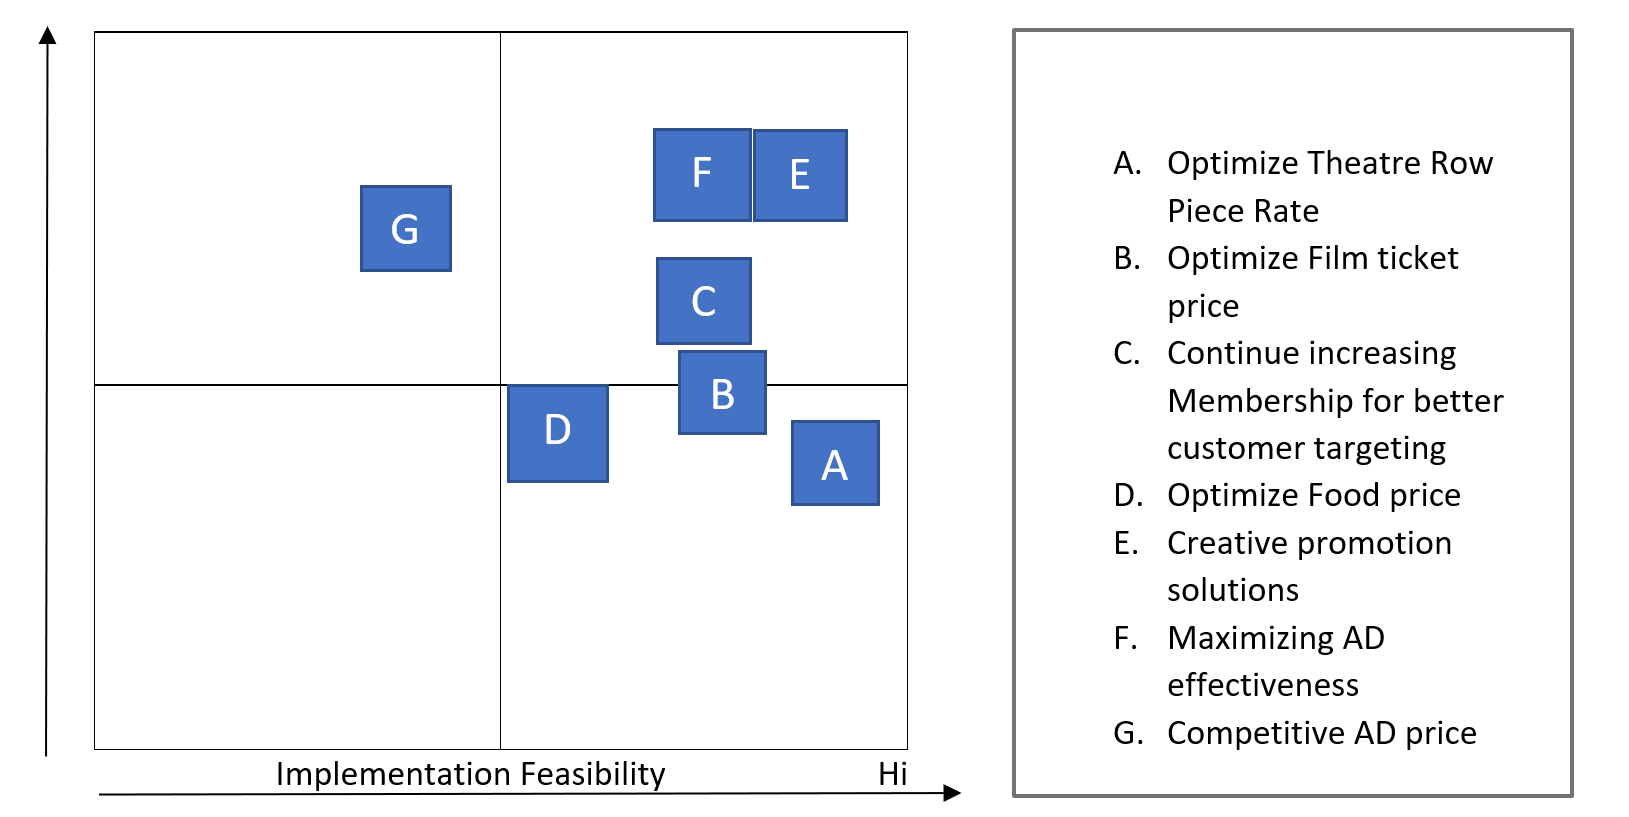 F
E
G
C
B
D
A
Implementation Feasibility
Hi
A. Optimize Theatre Row
Piece Rate
B. Optimize Film ticket
price
C. Continue increasing
Membership for better
customer targeting
D. Optimize Food price
E. Creative promotion
solutions
F. Maximizing AD
effectiveness
G. Competitive AD price